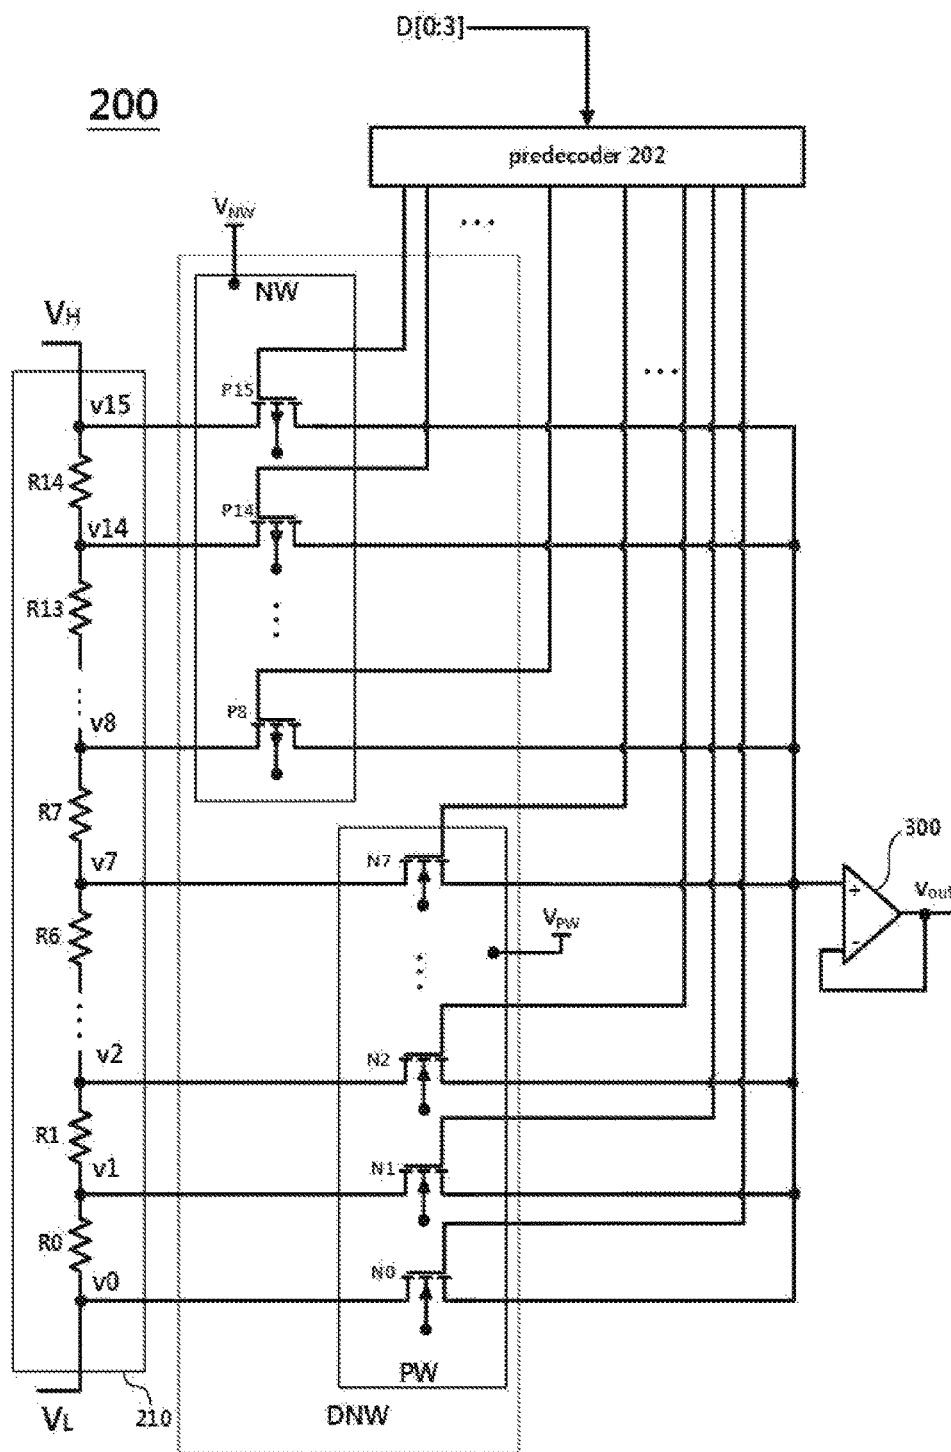 D[0:3]
200
predecoder 202
VNW
...
NW
VH
P15
...
v15
R14
P14
v14
R13
...
P8
v8
R7
300
N7
v7
Vout
+
VPW
R6
-
...
N2
v2
R1
N1
v1
R0
N0
v0
PW
DNW
210
VL